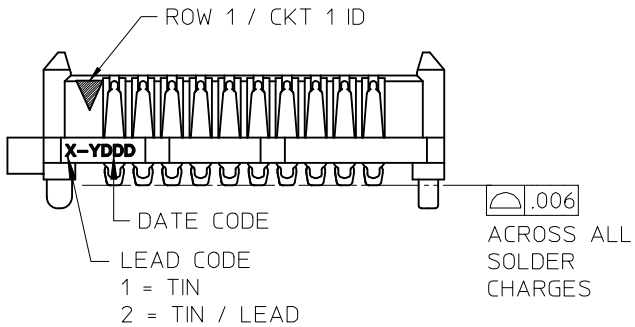 ROW 1 / CKT 1 ID
X-YDDD
DATE CODE
LEAD CODE
1 = TIN
2 = TIN / LEAD
.006
ACROSS ALL
SOLDER
CHARGES